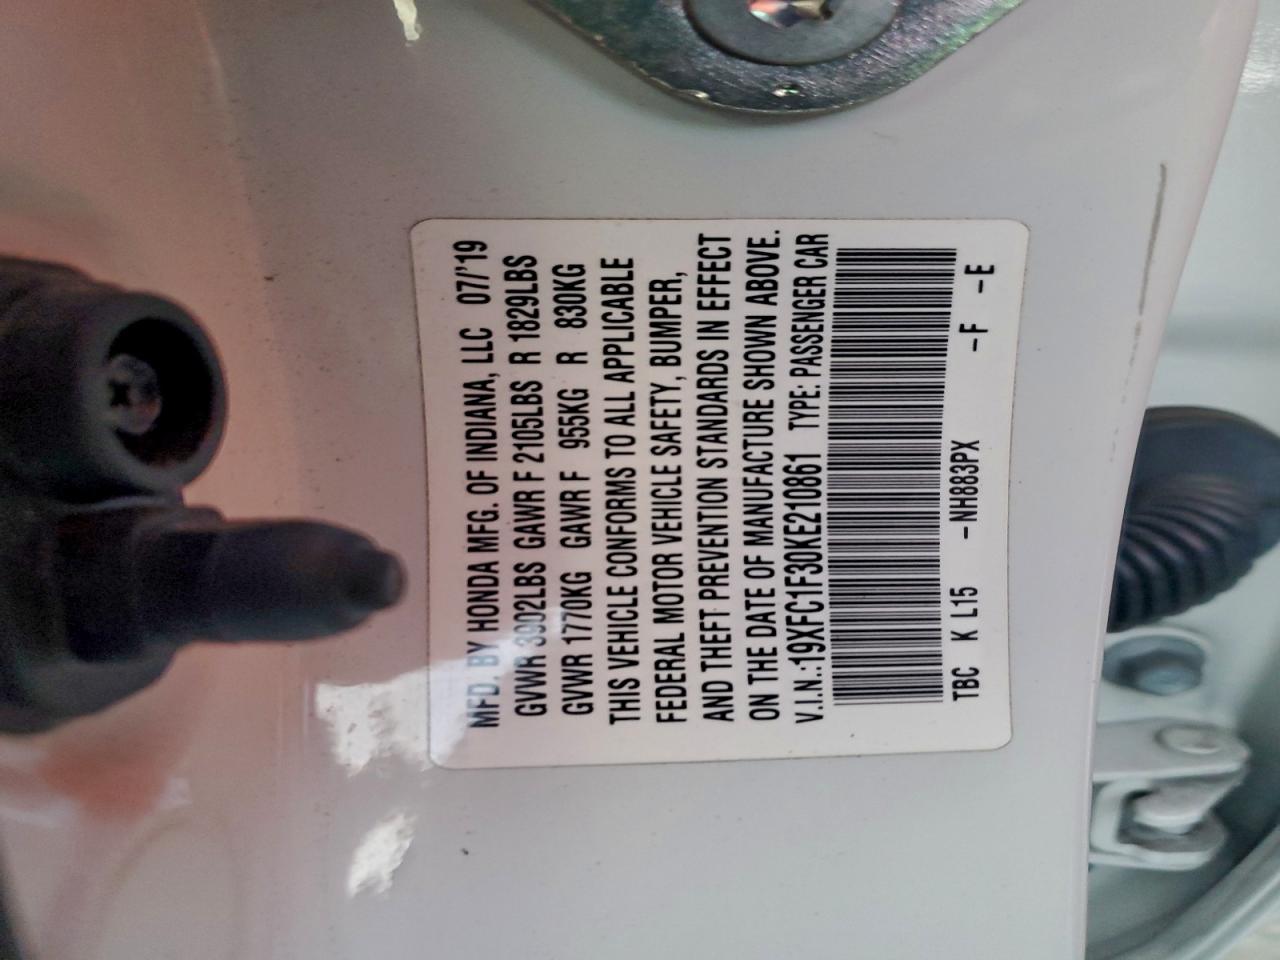 MFD. BY HONDA MFG. OF INDIANA, LLC 07/'19
GVWR 3902LBS GAWR F 2105LBS R 1829LBS
GVWR 1770KG GAWR F 955KG R 830KG
THIS VEHICLE CONFORMS TO ALL APPLICABLE
FEDERAL MOTOR VEHICLE SAFETY, BUMPER,
AND THEFT PREVENTION STANDARDS IN EFFECT
ON THE DATE OF MANUFACTURE SHOWN ABOVE.
V.I.N.:19XFC1F30KE210861 TYPE: PASSENGER CAR
TBC K L15 -NH883PX -F -E